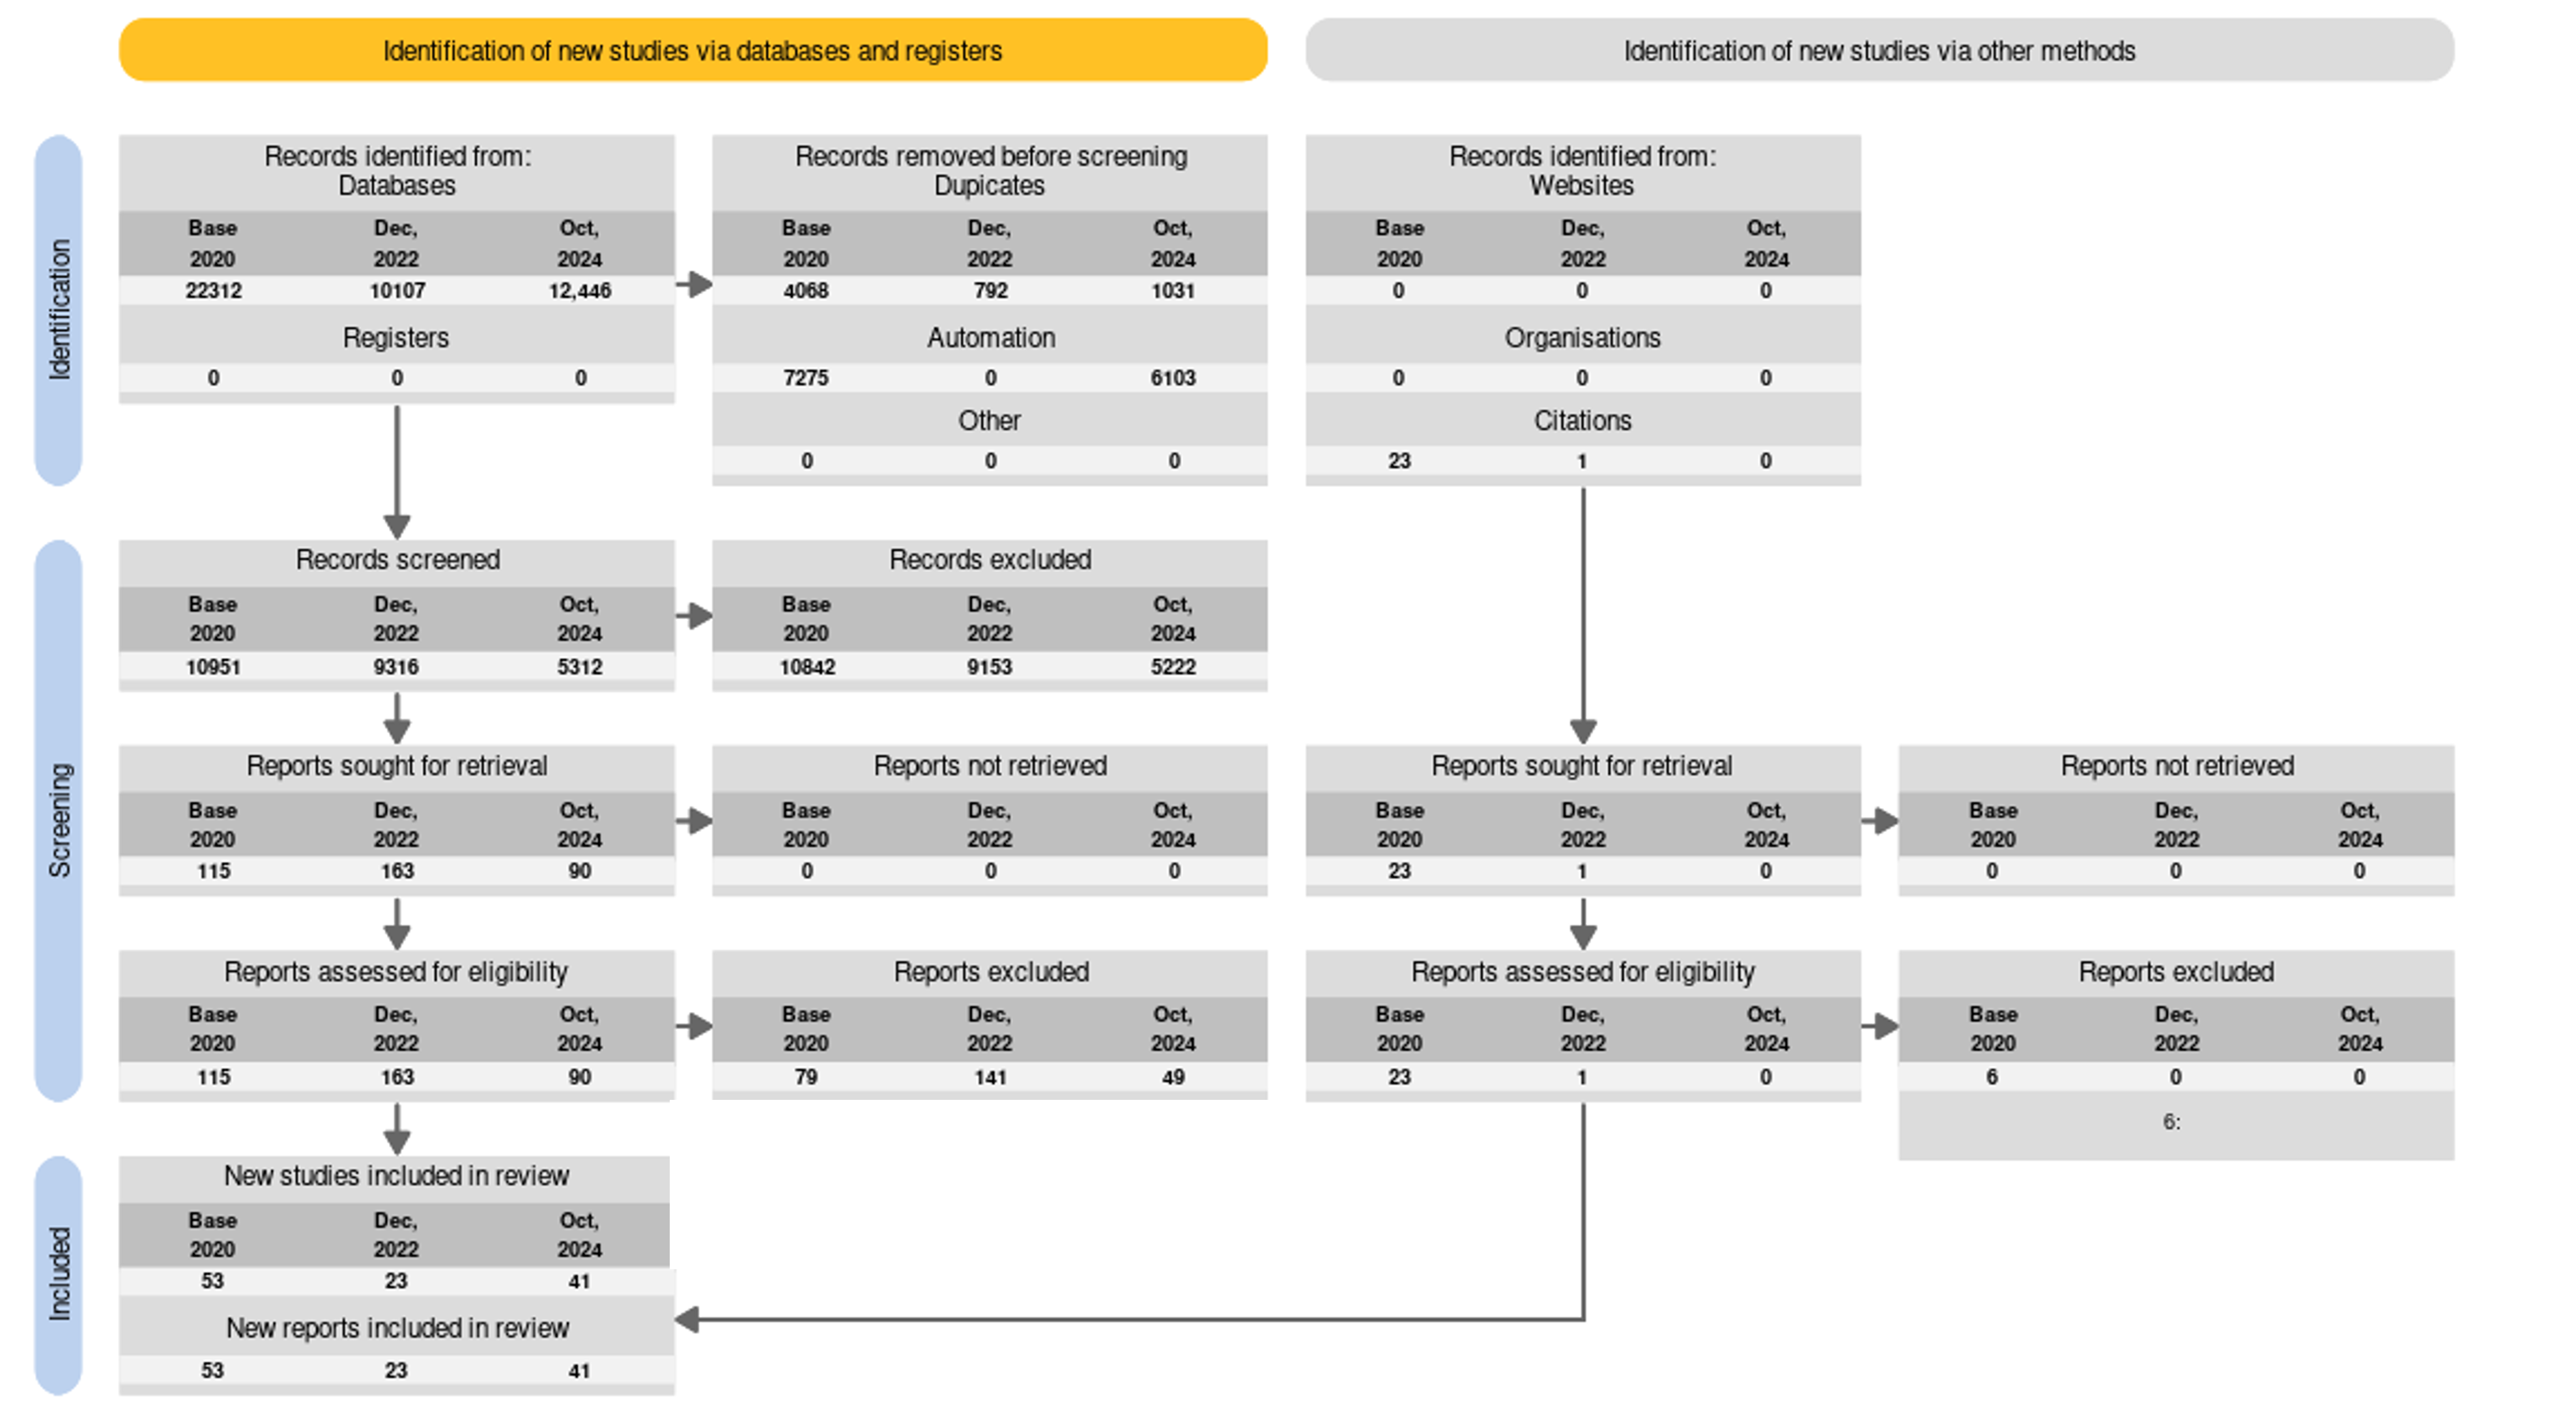 Identification of new studies via databases and registers
Identification of new studies via other methods
Identification
Records identified from:
Databases
Base Dec, Oct,
2020 2022 2024
22312 10107 12,446
Registers
0 0 0
Records removed before screening
Dupicates
Base Dec, Oct,
2020 2022 2024
4068 792 1031
Automation
7275 0 6103
Other
0 0 0
Records identified from:
Websites
Base Dec, Oct,
2020 2022 2024
0 0 0
Organisations
0 0 0
Citations
23 1 0
Screening
Records screened
Base Dec, Oct,
2020 2022 2024
10951 9316 5312
Records excluded
Base Dec, Oct,
2020 2022 2024
10842 9153 5222
Reports sought for retrieval
Base Dec, Oct,
2020 2022 2024
115 163 90
Reports not retrieved
Base Dec, Oct,
2020 2022 2024
0 0 0
Reports sought for retrieval
Base Dec, Oct,
2020 2022 2024
23 1 0
Reports not retrieved
Base Dec, Oct,
2020 2022 2024
0 0 0
Reports assessed for eligibility
Base Dec, Oct,
2020 2022 2024
115 163 90
Reports excluded
Base Dec, Oct,
2020 2022 2024
79 141 49
Reports assessed for eligibility
Base Dec, Oct,
2020 2022 2024
23 1 0
Reports excluded
Base Dec, Oct,
2020 2022 2024
6 0 0
6:
Included
New studies included in review
Base Dec, Oct,
2020 2022 2024
53 23 41
New reports included in review
53 23 41